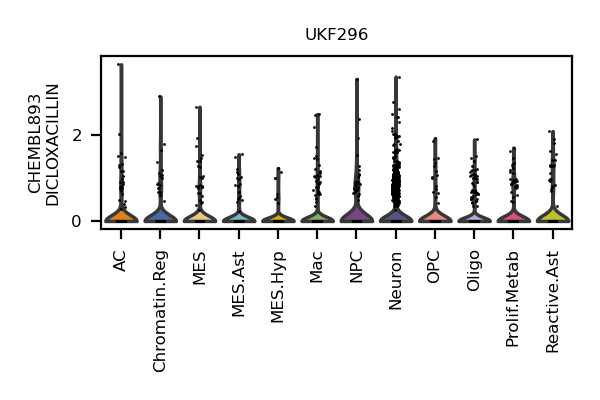 UKF296
CHEMBL893
DICLOXACILLIN
2
0
AC
Chromatin.Reg
MES
MES.Ast
MES.Hyp
Mac
NPC
Neuron
OPC
Oligo
Prolif.Metab
Reactive.Ast